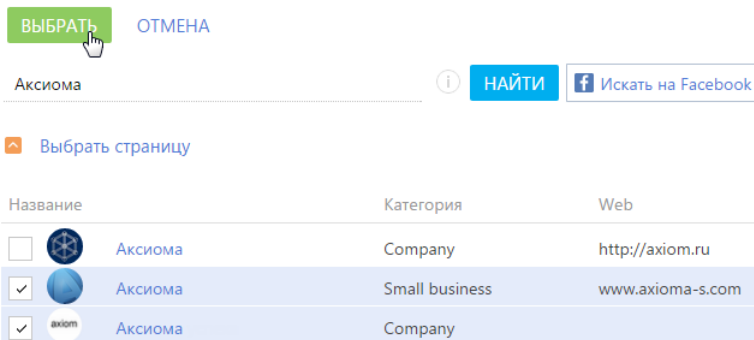 ВЫБРАТЬ ОТМЕНА
Аксиома i НАЙТИ f Искать на Facebook
Выбрать страницу
Название Категория Web
Аксиома Company http://axiom.ru
Аксиома Small business www.axioma-s.com
axiom Аксиома Company